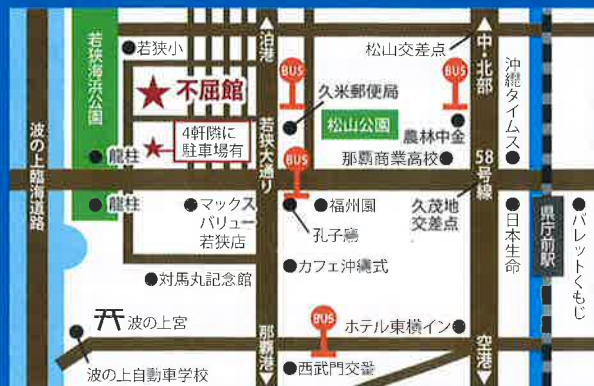 ▲泊港
▲中・北部
若狭小
松山交差点
若狭海浜公園
不屈館
BUS
BUS
久米郵便局
沖縄タイムス
松山公園
農林中金
4軒隣に
駐車場有
若狭大通り
BUS
那覇商業高校
58号線
龍柱
波の上臨海道路
龍柱
マックス
バリュー
若狭店
福州園
孔子廟
久茂地
交差点
日本生命
県庁前駅
パレットくもじ
カフェ沖縄式
対馬丸記念館
波の上宮
BUS
ホテル東横イン
那覇港▼
空港▼
波の上自動車学校
西武門交番